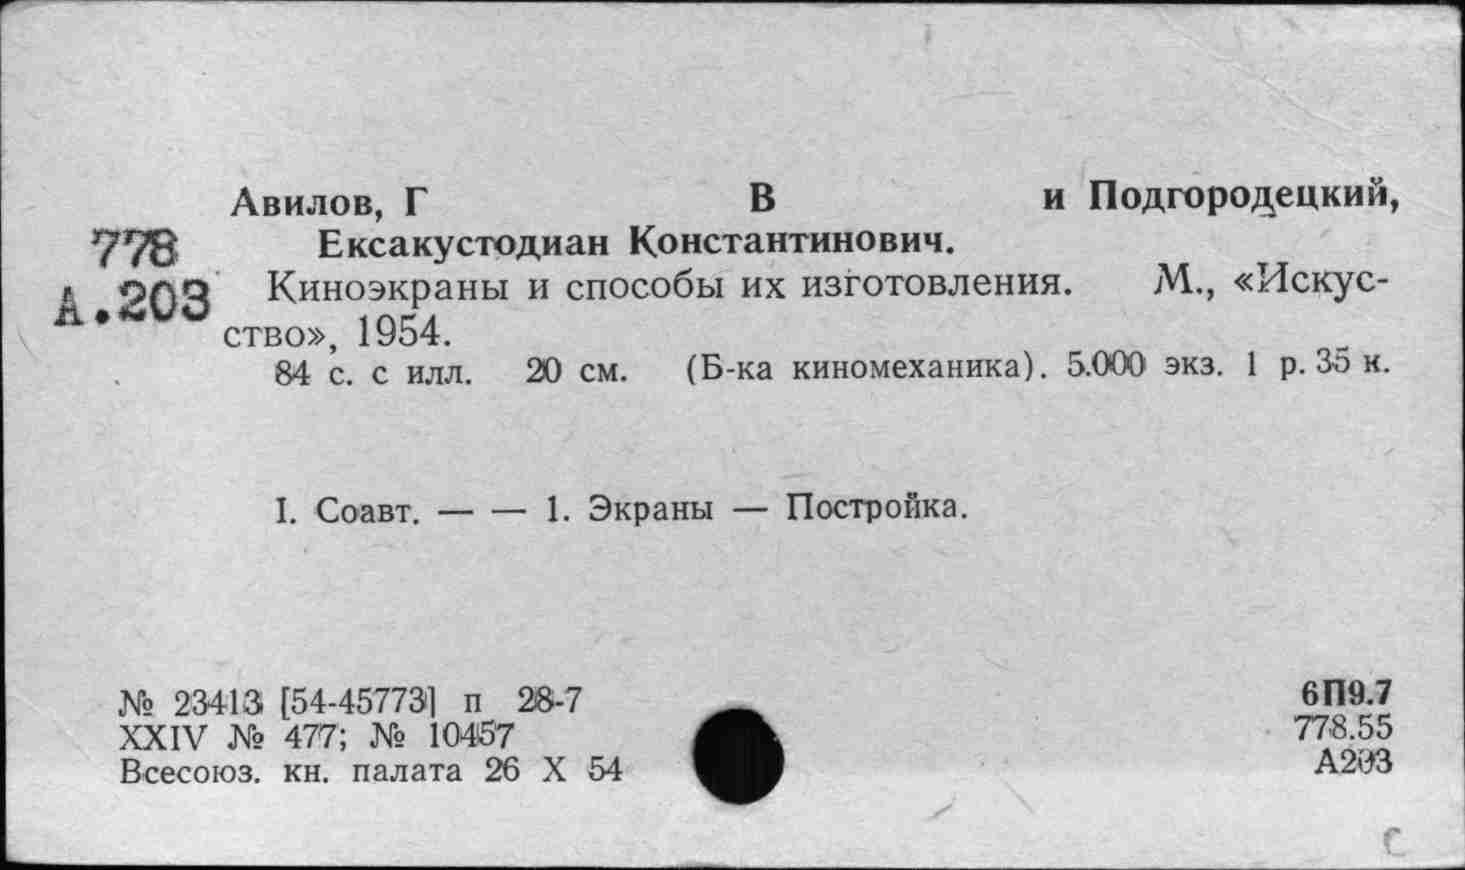 Авилов, Г В и Подгородецкий,
778 Ексакустодиан Константинович.
А.203 Киноэкраны и способы их изготовления. М., «Искус-
ство», 1954.
84 с. с илл. 20 см. (Б-ка киномеханика). 5.000 экз. 1 р. 35 к.
I. Соавт. — — 1. Экраны — Постройка.
№ 23413 [54-45773] п 28-7
6П9.7
XXIV № 477; № 10457
778.55
Всесоюз. кн. палата 26 X 54
А203
С